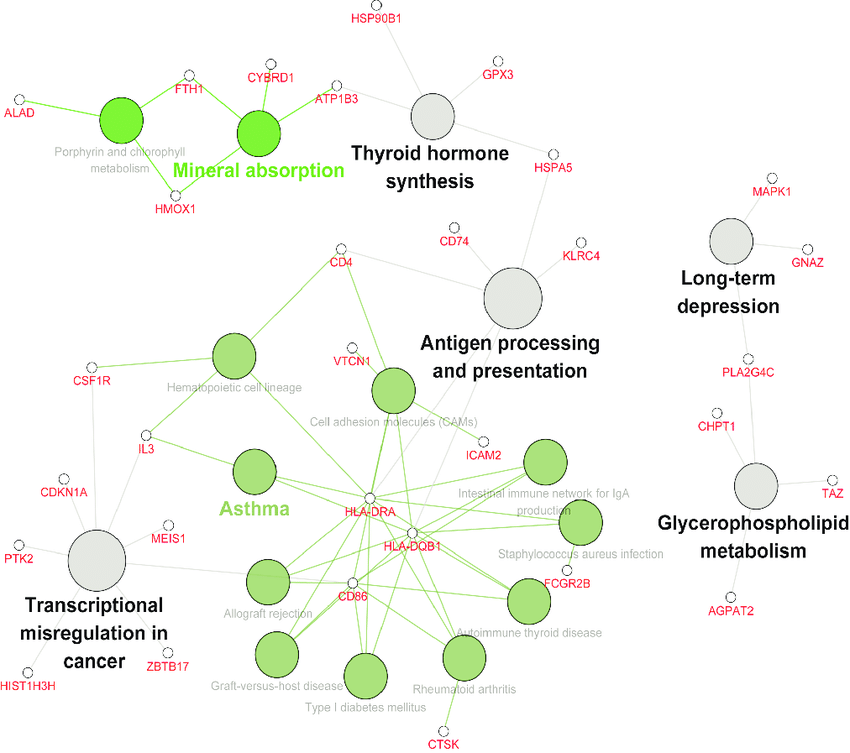 HSP90B1
GPX3
CYBRD1
FTH1
ATP1B3
ALAD
Porphyrin and chlorophyll
metabolism
Mineral absorption
Thyroid hormone
synthesis
HSPA5
HMOX1
MAPK1
CD74
KLRC4
GNAZ
CD4
Long-term
depression
Antigen processing
and presentation
VTCN1
PLA2G4C
CSF1R
Hematopoietic cell lineage
Cell adhesion molecules (CAMs)
CHPT1
IL3
ICAM2
CDKN1A
Asthma
HLA-DRA
Intestinal immune network for IgA
production
TAZ
Glycerophospholipid
metabolism
MEIS1
HLA-DQB1
Staphylococcus aureus infection
PTK2
FCGR2B
CD86
Transcriptional
misregulation in
cancer
Allograft rejection
AGPAT2
Autoimmune thyroid disease
ZBTB17
HIST1H3H
Graft-versus-host disease
Rheumatoid arthritis
Type I diabetes mellitus
CTSK